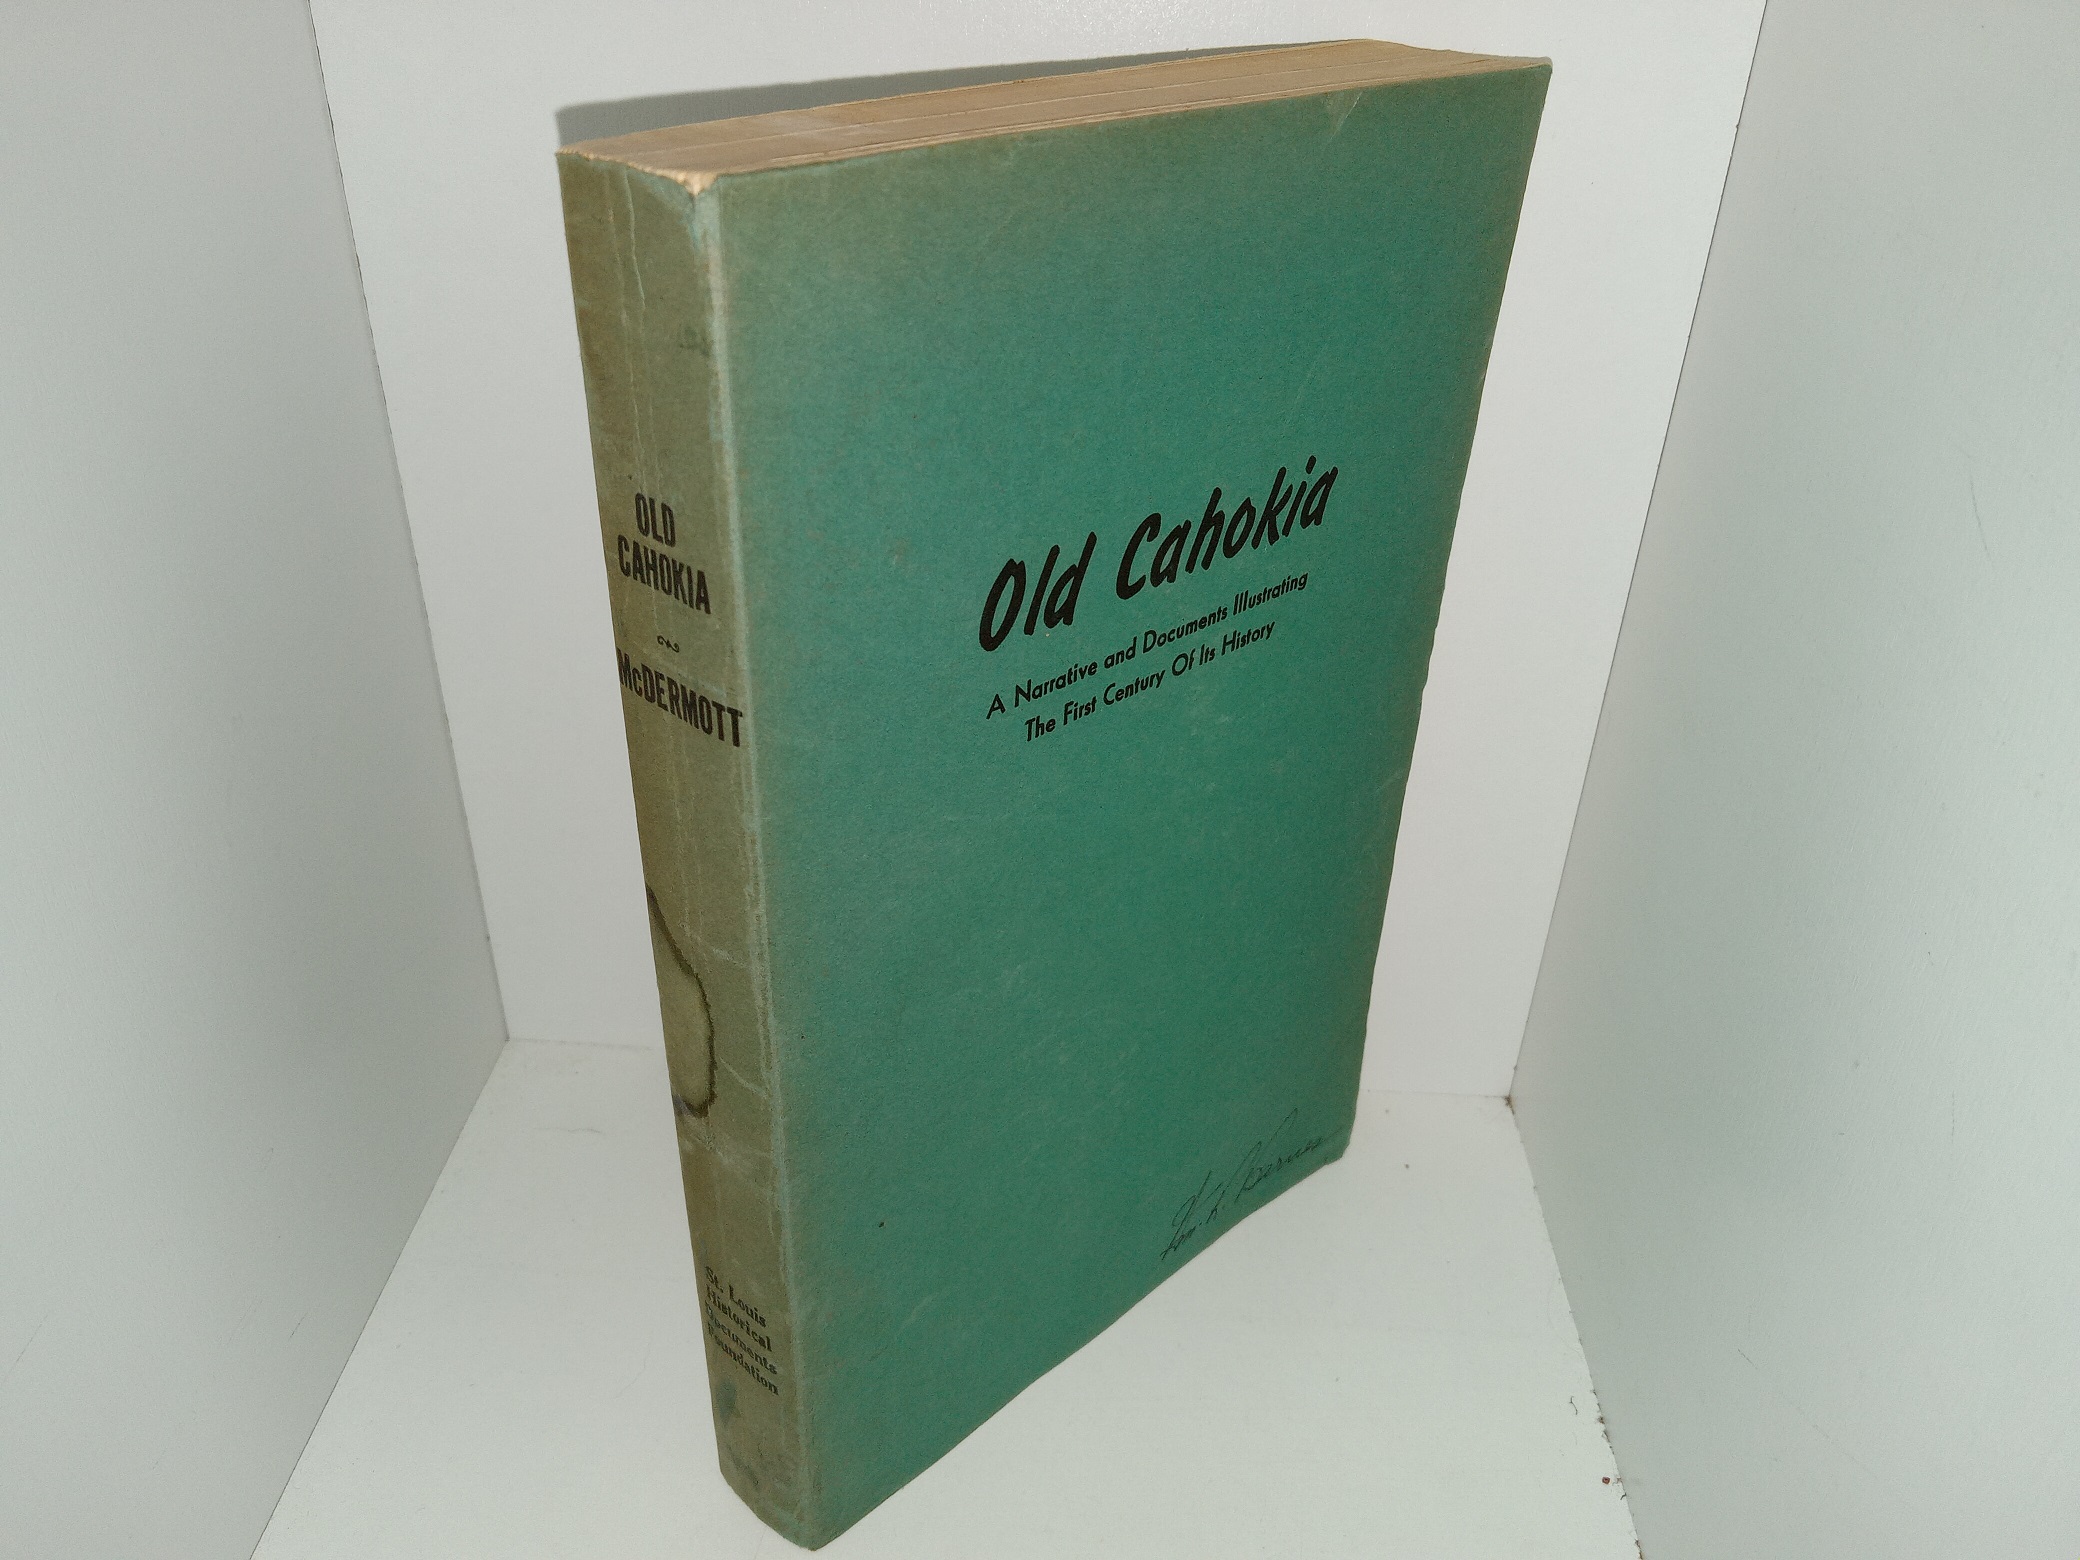 OLD
CAHOKIA
McDERMOTT
St. Louis
Historical
Documents
Foundation
Old Cahokia
A Narrative and Documents Illustrating
The First Century Of Its History
Wm. L.